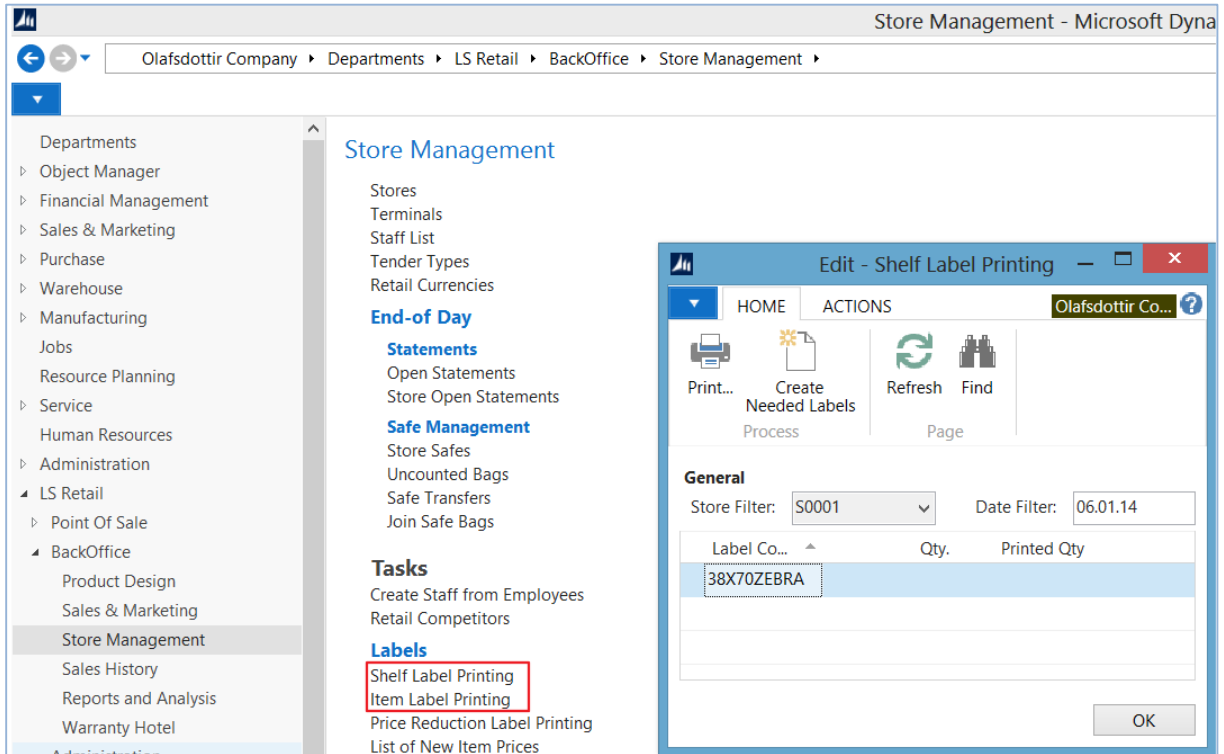 Store Management - Microsoft Dyna
Olafsdottir Company Departments LS Retail BackOffice Store Management
Departments
Object Manager
Financial Management
Sales & Marketing
Purchase
Warehouse
Manufacturing
Jobs
Resource Planning
Service
Human Resources
Administration
LS Retail
Point Of Sale
BackOffice
Product Design
Sales & Marketing
Store Management
Sales History
Reports and Analysis
Warranty Hotel
Administration
Store Management
Stores
Terminals
Staff List
Tender Types
Retail Currencies
End-of Day
Statements
Open Statements
Store Open Statements
Safe Management
Store Safes
Uncounted Bags
Safe Transfers
Join Safe Bags
Tasks
Create Staff from Employees
Retail Competitors
Labels
Shelf Label Printing
Item Label Printing
Price Reduction Label Printing
List of New Item Prices
Edit - Shelf Label Printing
HOME ACTIONS Olafsdottir Co... ?
Print... Create Needed Labels Refresh Find
Process Page
General
Store Filter: S0001 Date Filter: 06.01.14
Label Co... Qty. Printed Qty
38X70ZEBRA
OK